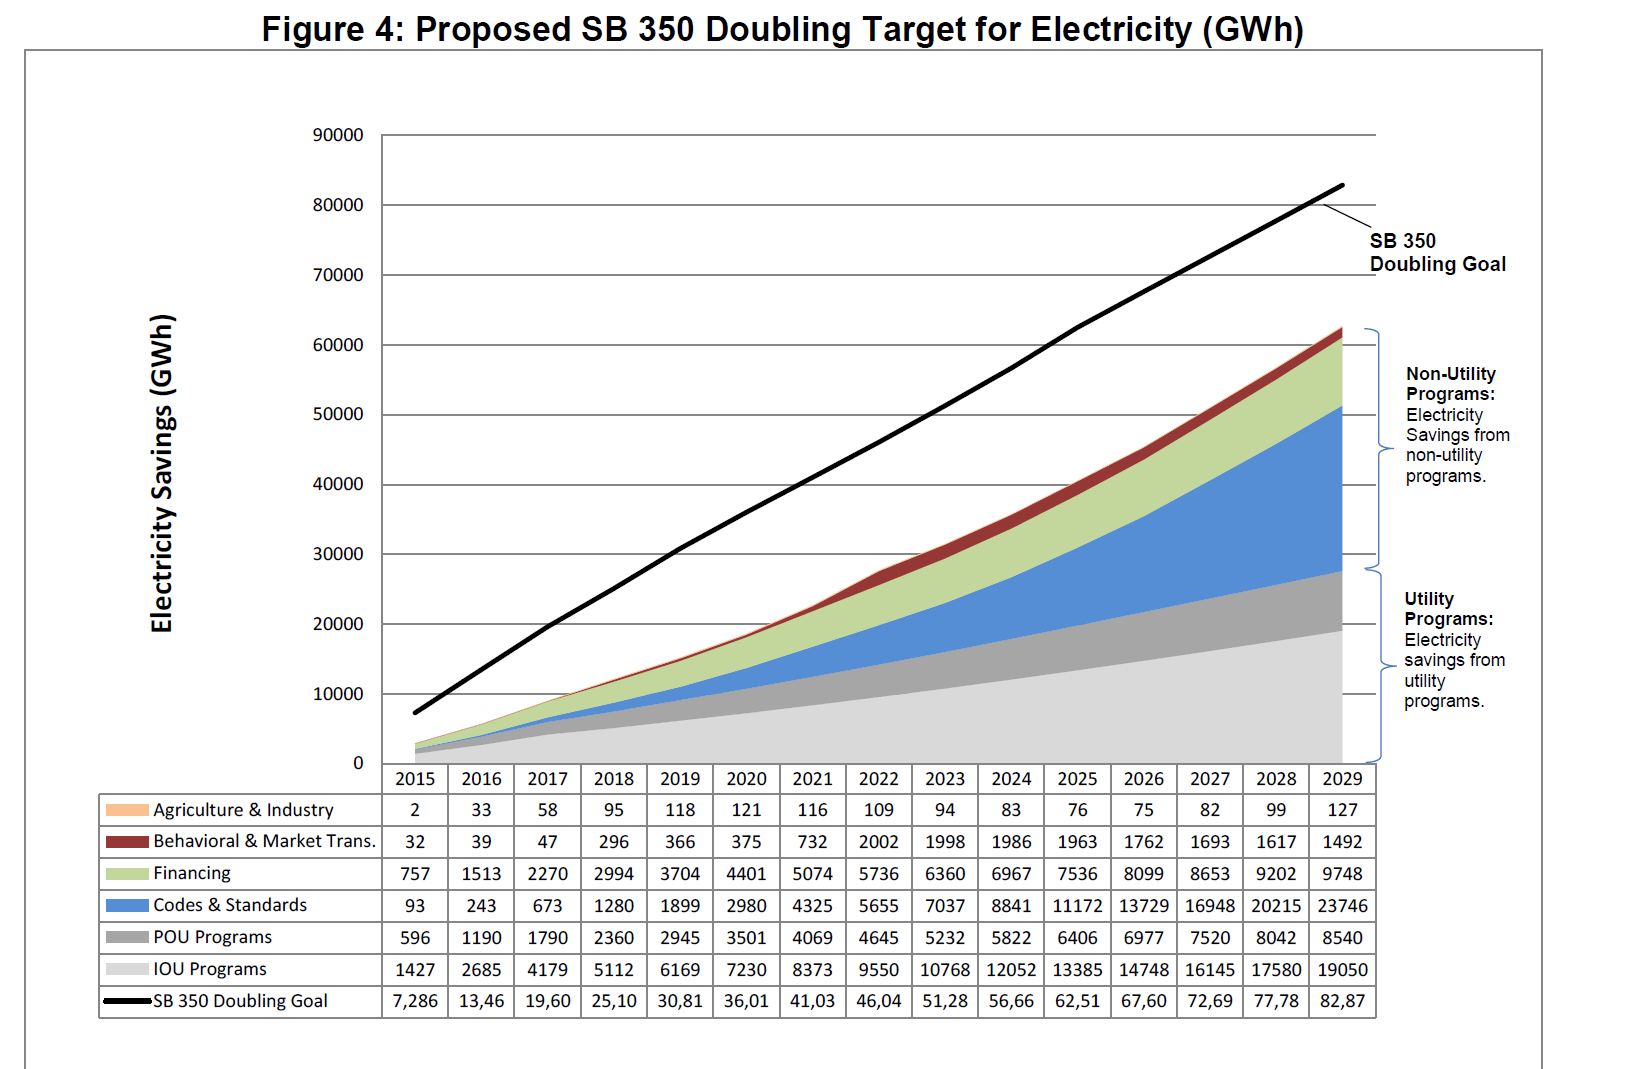 Figure 4: Proposed SB 350 Doubling Target for Electricity (GWh)
90000
80000
70000
60000
50000
40000
30000
20000
10000
0
Electricity Savings (GWh)
SB 350
Doubling Goal
Non-Utility
Programs:
Electricity
Savings from
non-utility
programs.
Utility
Programs:
Electricity
savings from
utility
programs.
2015 2016 2017 2018 2019 2020 2021 2022 2023 2024 2025 2026 2027 2028 2029
Agriculture & Industry 2 33 58 95 118 121 116 109 94 83 76 75 82 99 127
Behavioral & Market Trans. 32 39 47 296 366 375 732 2002 1998 1986 1963 1762 1693 1617 1492
Financing 757 1513 2270 2994 3704 4401 5074 5736 6360 6967 7536 8099 8653 9202 9748
Codes & Standards 93 243 673 1280 1899 2980 4325 5655 7037 8841 11172 13729 16948 20215 23746
POU Programs 596 1190 1790 2360 2945 3501 4069 4645 5232 5822 6406 6977 7520 8042 8540
IOU Programs 1427 2685 4179 5112 6169 7230 8373 9550 10768 12052 13385 14748 16145 17580 19050
SB 350 Doubling Goal 7,286 13,46 19,60 25,10 30,81 36,01 41,03 46,04 51,28 56,66 62,51 67,60 72,69 77,78 82,87